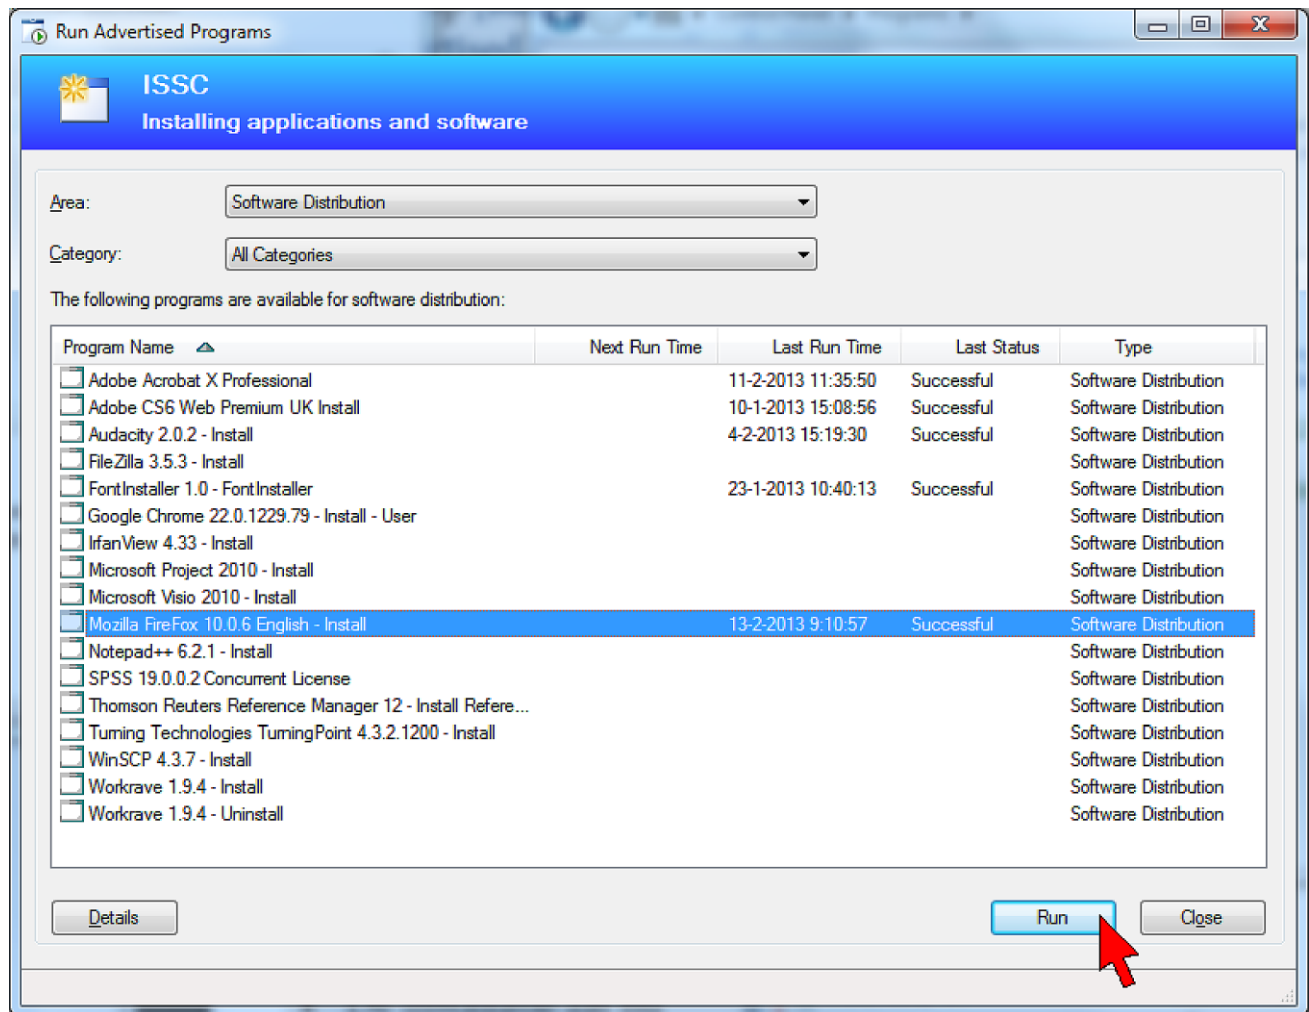 Run Advertised Programs
ISSC
Installing applications and software
Area: Software Distribution
Category: All Categories
The following programs are available for software distribution:
Program Name Next Run Time Last Run Time Last Status Type
Adobe Acrobat X Professional 11-2-2013 11:35:50 Successful Software Distribution
Adobe CS6 Web Premium UK Install 10-1-2013 15:08:56 Successful Software Distribution
Audacity 2.0.2 - Install 4-2-2013 15:19:30 Successful Software Distribution
FileZilla 3.5.3 - Install Software Distribution
FontInstaller 1.0 - FontInstaller 23-1-2013 10:40:13 Successful Software Distribution
Google Chrome 22.0.1229.79 - Install - User Software Distribution
IrfanView 4.33 - Install Software Distribution
Microsoft Project 2010 - Install Software Distribution
Microsoft Visio 2010 - Install Software Distribution
Mozilla FireFox 10.0.6 English - Install 13-2-2013 9:10:57 Successful Software Distribution
Notepad++ 6.2.1 - Install Software Distribution
SPSS 19.0.0.2 Concurrent License Software Distribution
Thomson Reuters Reference Manager 12 - Install Refere... Software Distribution
Turning Technologies TurningPoint 4.3.2.1200 - Install Software Distribution
WinSCP 4.3.7 - Install Software Distribution
Workrave 1.9.4 - Install Software Distribution
Workrave 1.9.4 - Uninstall Software Distribution
Details Run Close